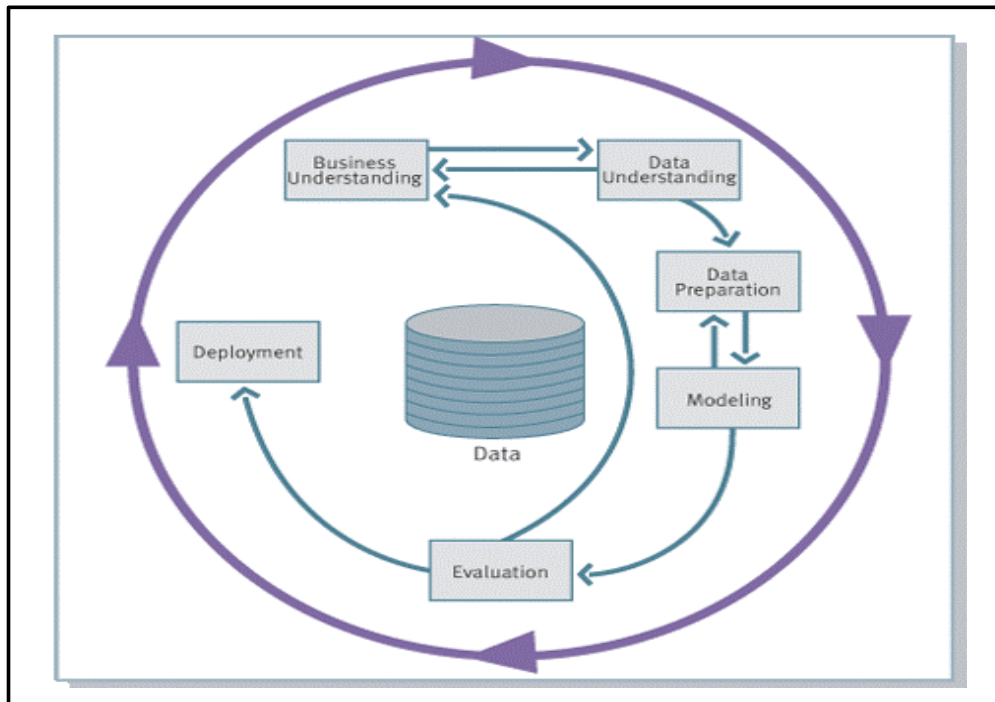 Business
Understanding
Data
Understanding
Data
Preparation
Deployment
Modeling
Data
Evaluation